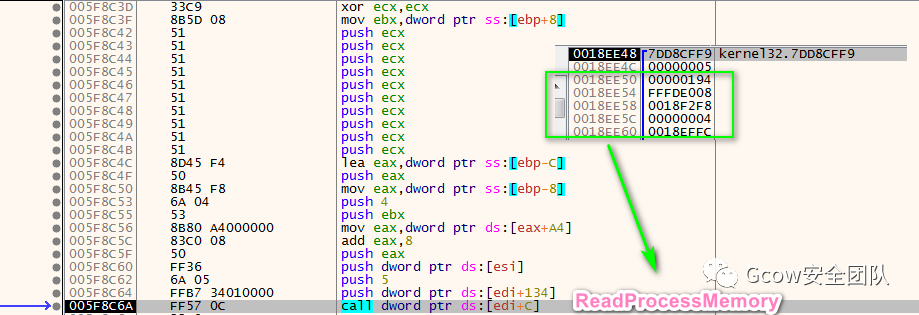 005F8C3D 33C9 xor ecx,ecx
005F8C3F 8B5D 08 mov ebx,dword ptr ss:[ebp+8]
005F8C42 51 push ecx
005F8C43 51 push ecx
005F8C44 51 push ecx
005F8C45 51 push ecx
005F8C46 51 push ecx
005F8C47 51 push ecx
005F8C48 51 push ecx
005F8C49 51 push ecx
005F8C4A 51 push ecx
005F8C4B 51 push ecx
005F8C4C 8D45 F4 lea eax,dword ptr ss:[ebp-C]
005F8C4F 50 push eax
005F8C50 8B45 F8 mov eax,dword ptr ss:[ebp-8]
005F8C53 6A 04 push 4
005F8C55 53 push ebx
005F8C56 8B80 A4000000 mov eax,dword ptr ds:[eax+A4]
005F8C5C 83C0 08 add eax,8
005F8C5F 50 push eax
005F8C60 FF36 push dword ptr ds:[esi]
005F8C62 6A 05 push 5
005F8C64 FFB7 34010000 push dword ptr ds:[edi+134]
005F8C6A FF57 0C call dword ptr ds:[edi+C]
0018EE48 7DD8CFF9 kernel32.7DD8CFF9
0018EE4C 00000005
0018EE50 00000194
0018EE54 FFFDE008
0018EE58 0018F2F8
0018EE5C 00000004
0018EE60 0018EFFC
ReadProcessMemory
Gcow安全团队